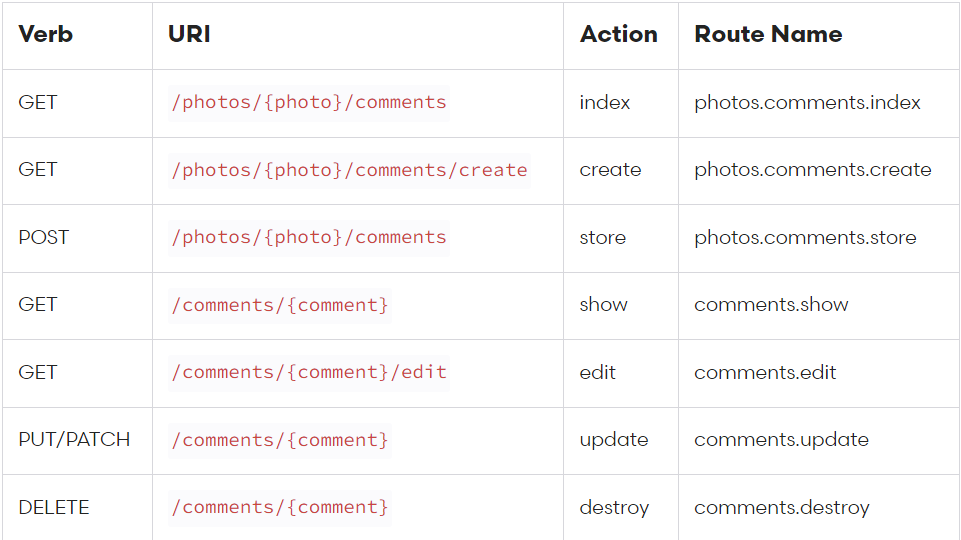 Verb URI Action Route Name
GET /photos/{photo}/comments index photos.comments.index
GET /photos/{photo}/comments/create create photos.comments.create
POST /photos/{photo}/comments store photos.comments.store
GET /comments/{comment} show comments.show
GET /comments/{comment}/edit edit comments.edit
PUT/PATCH /comments/{comment} update comments.update
DELETE /comments/{comment} destroy comments.destroy